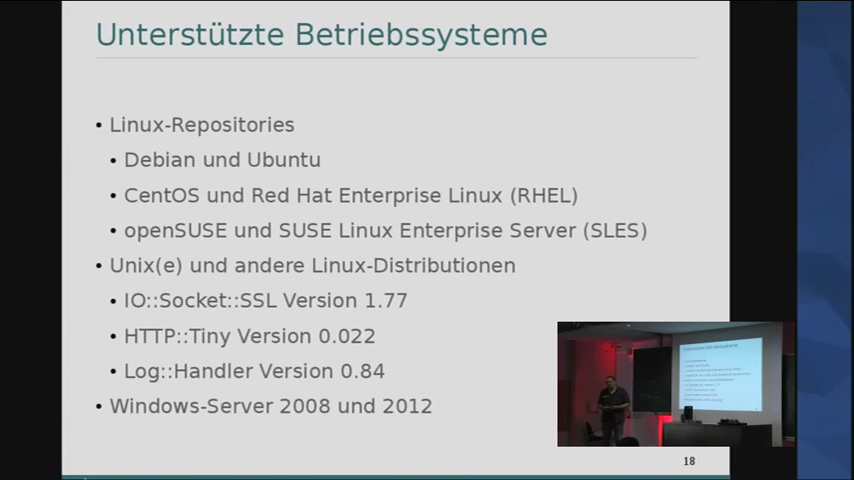 Unterstützte Betriebssysteme
• Linux-Repositories
• Debian und Ubuntu
• CentOS und Red Hat Enterprise Linux (RHEL)
• openSUSE und SUSE Linux Enterprise Server (SLES)
• Unix(e) und andere Linux-Distributionen
• IO::Socket::SSL Version 1.77
• HTTP::Tiny Version 0.022
• Log::Handler Version 0.84
• Windows-Server 2008 und 2012
18